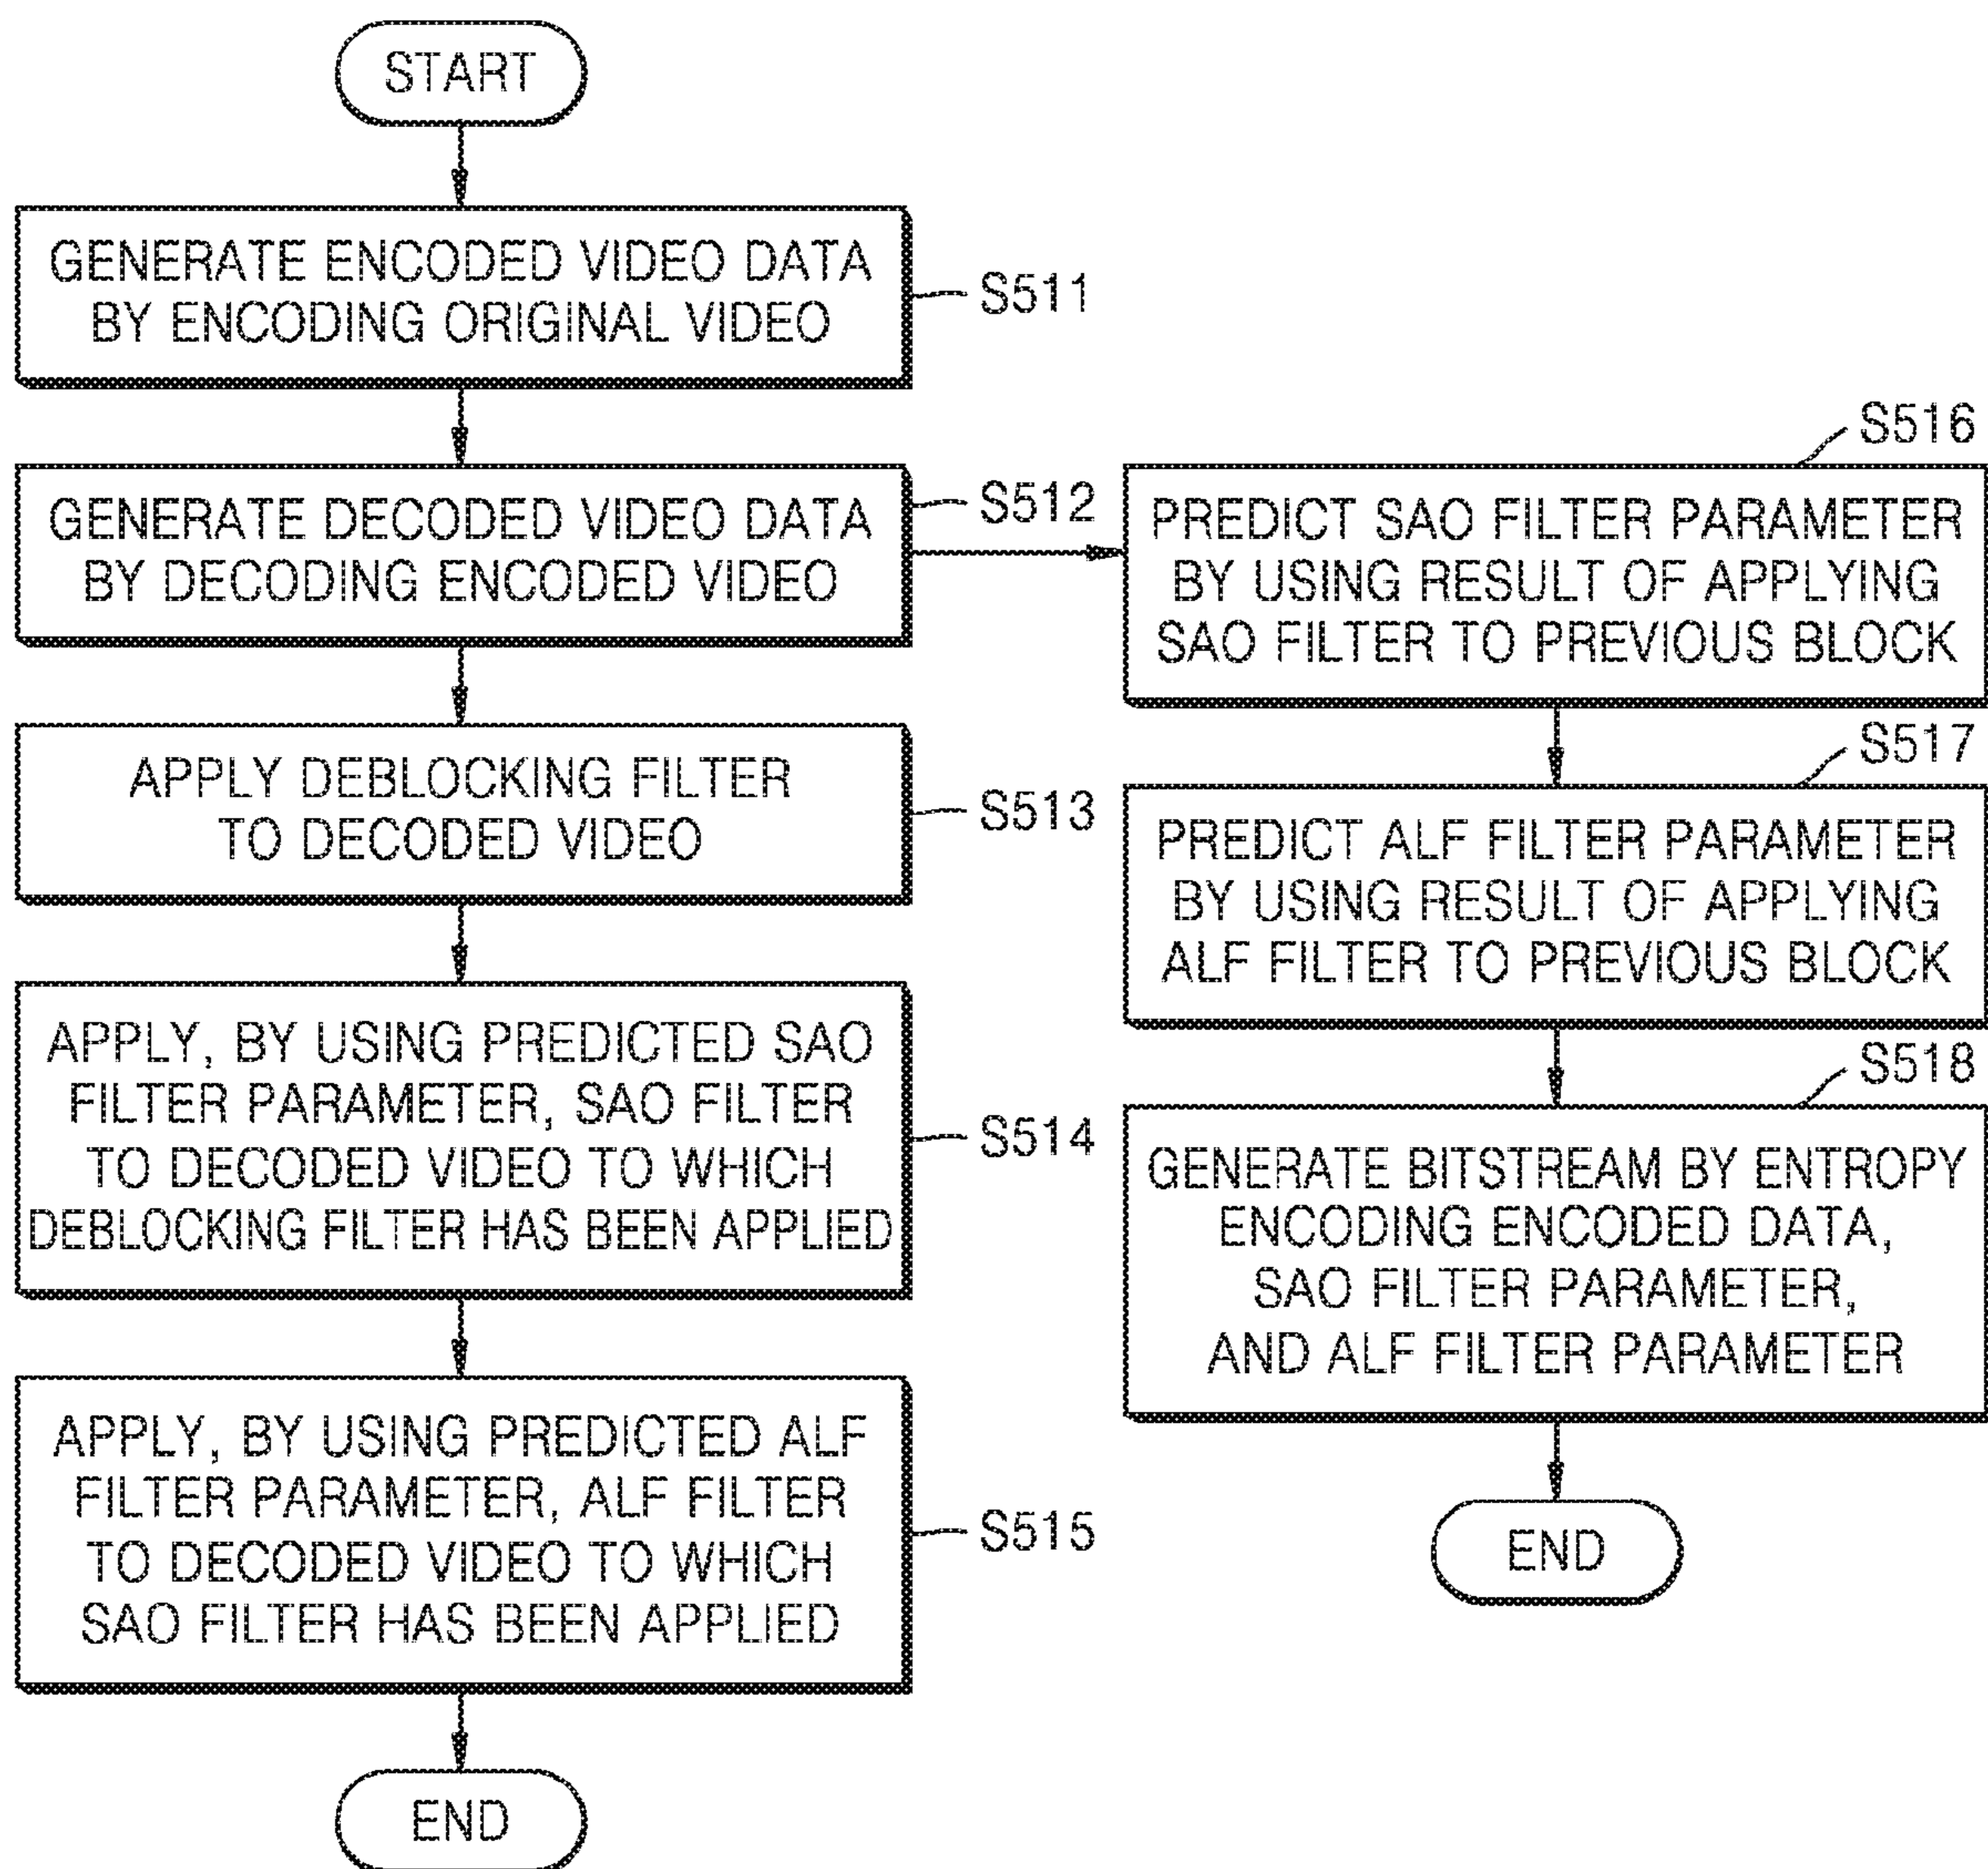 START
GENERATE ENCODED VIDEO DATA
BY ENCODING ORIGINAL VIDEO
S511
GENERATE DECODED VIDEO DATA
BY DECODING ENCODED VIDEO
S512
APPLY DEBLOCKING FILTER
TO DECODED VIDEO
S513
APPLY, BY USING PREDICTED SAO
FILTER PARAMETER, SAO FILTER
TO DECODED VIDEO TO WHICH
DEBLOCKING FILTER HAS BEEN APPLIED
S514
APPLY, BY USING PREDICTED ALF
FILTER PARAMETER, ALF FILTER
TO DECODED VIDEO TO WHICH
SAO FILTER HAS BEEN APPLIED
S515
END
S516
PREDICT SAO FILTER PARAMETER
BY USING RESULT OF APPLYING
SAO FILTER TO PREVIOUS BLOCK
S517
PREDICT ALF FILTER PARAMETER
BY USING RESULT OF APPLYING
ALF FILTER TO PREVIOUS BLOCK
S518
GENERATE BITSTREAM BY ENTROPY
ENCODING ENCODED DATA,
SAO FILTER PARAMETER,
AND ALF FILTER PARAMETER
END